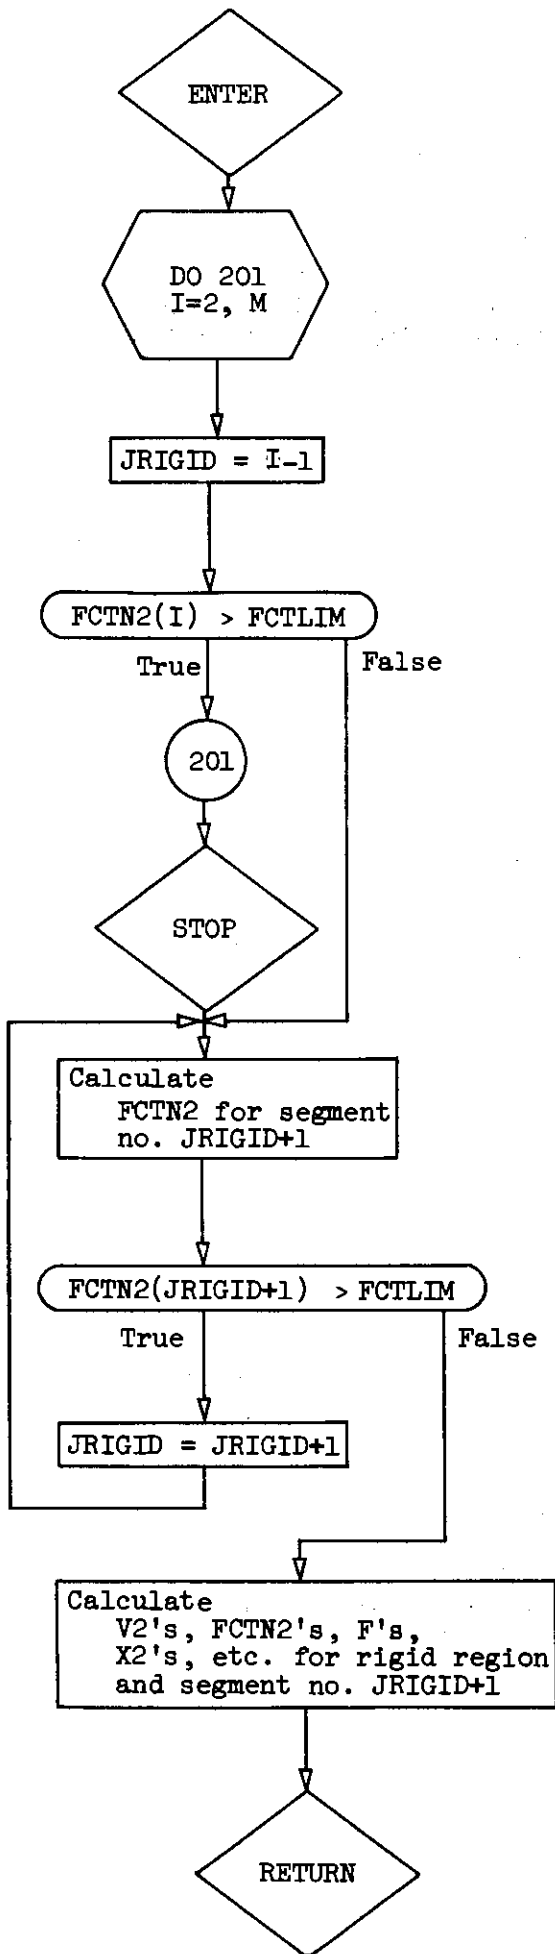 ENTER
DO 201
I=2, M
JRIGID = I-1
FCTN2(I) > FCTLIM
True
False
201
STOP
Calculate
FCTN2 for segment
no. JRIGID+1
FCTN2(JRIGID+1) > FCTLIM
True
False
JRIGID = JRIGID+1
Calculate
V2's, FCTN2's, F's,
X2's, etc. for rigid region
and segment no. JRIGID+1
RETURN